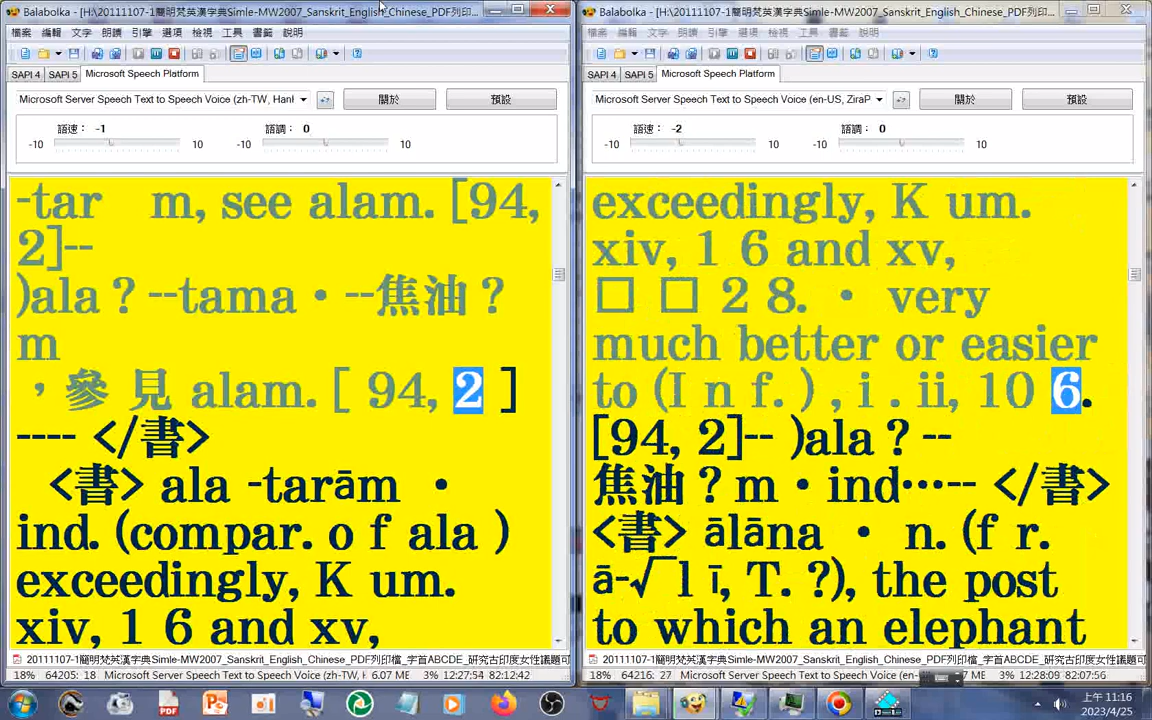 Balabolka - [H:\20111107-1簡明梵英漢字典Simle-MW2007_Sanskrit_English_Chinese_PDF列印...
檔案 編輯 文字 朗讀 引擎 選項 檢視 工具 書籤 說明
SAPI 4 SAPI 5 Microsoft Speech Platform
Microsoft Server Speech Text to Speech Voice (zh-TW, Hanl 關於 預設
語速： -1 語調： 0
-10 10 -10 10
-tar m, see alam. [94,
2]--
)ala ? --tama • --焦油 ?
m
，參 見 alam. [ 94, 2 ]
---- </書>
<書> ala -tarām •
ind. (compar. o f ala )
exceedingly, K um.
xiv, 1 6 and xv,
20111107-1簡明梵英漢字典Simle-MW2007_Sanskrit_English_Chinese_PDF列印檔_字首ABCDE_研究古印度女性議題可
18% 64205: 18 Microsoft Server Speech Text to Speech Voice (zh-TW, H 6.07 MB 3% 12:27:54 82:12:42
Balabolka - [H:\20111107-1簡明梵英漢字典Simle-MW2007_Sanskrit_English_Chinese_PDF列印...
檔案 編輯 文字 朗讀 引擎 選項 檢視 工具 書籤 說明
SAPI 4 SAPI 5 Microsoft Speech Platform
Microsoft Server Speech Text to Speech Voice (en-US, ZiraP 關於 預設
語速： -2 語調： 0
-10 10 -10 10
exceedingly, K um.
xiv, 1 6 and xv,
□ □ 2 8. • very
much better or easier
to (I n f. ) , i . ii, 10 6.
[94, 2]-- )ala ? --
焦油 ? m • ind…-- </書>
<書> ālāna • n. (f r.
ā-√ l ī, T. ?), the post
to which an elephant
20111107-1簡明梵英漢字典Simle-MW2007_Sanskrit_English_Chinese_PDF列印檔_字首ABCDE_研究古印度女性議題可
18% 64216: 27 Microsoft Server Speech Text to Speech Voice 3% 12:28:09 82:07:56
上午 11:16
2023/4/25